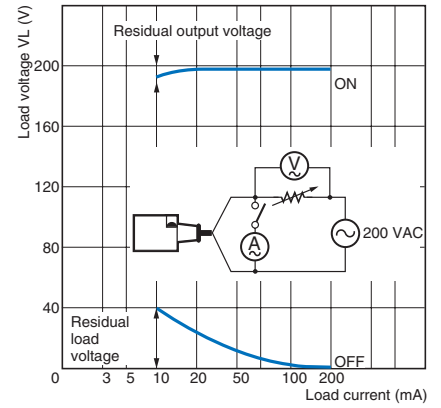 Load voltage VL (V)
Residual output voltage
200
ON
160
V
120
200 VAC
A
80
40
Residual
load
voltage
OFF
0
0 3 5 10 20 50 100 200
Load current (mA)